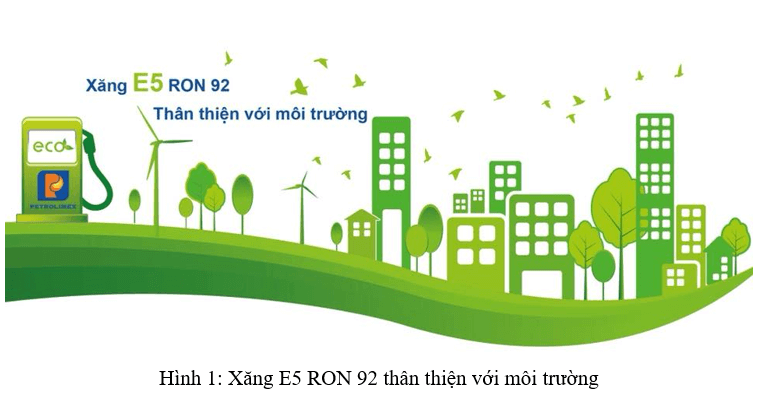 Xăng E5 RON 92
Thân thiện với môi trường
eco
PETROLIMEX
Hình 1: Xăng E5 RON 92 thân thiện với môi trường